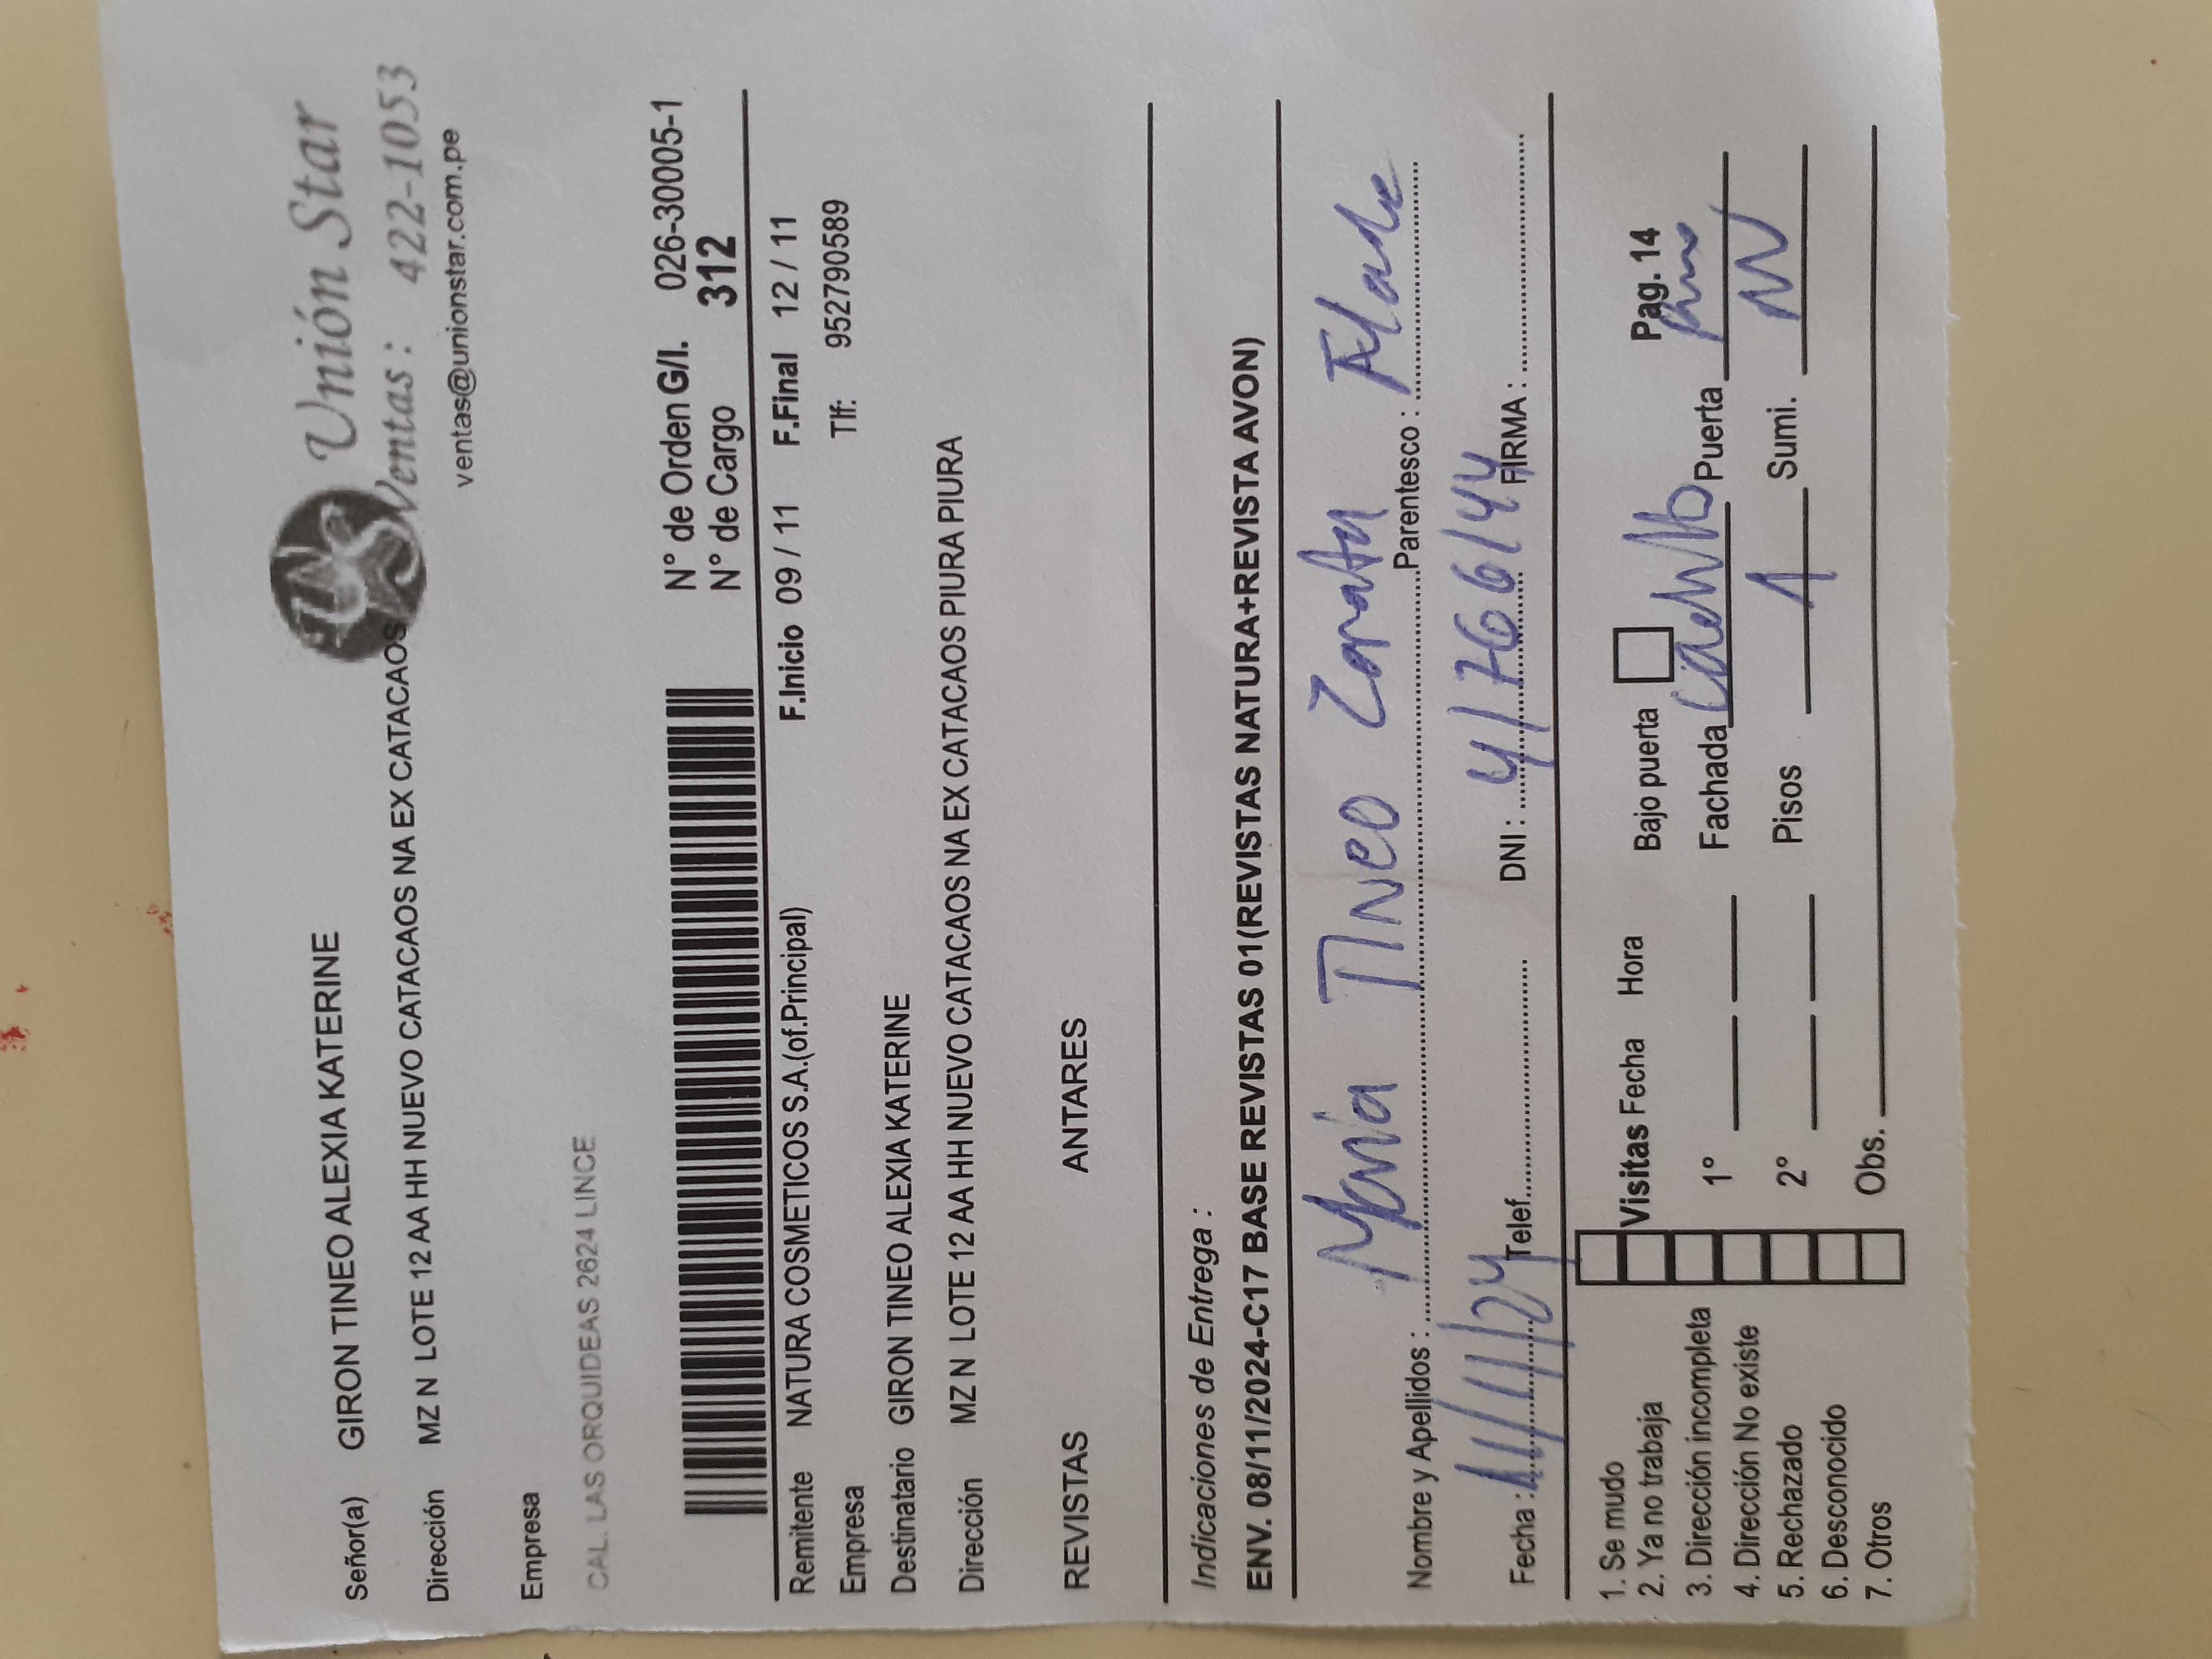 Unión Star
Ventas: 422-1053
ventas@unionstar.com.pe
Señor(a) GIRON TINEO ALEXIA KATERINE
Dirección MZ N LOTE 12 AA HH NUEVO CATACAOS NA EX CATACAOS
Empresa
CAL. LAS ORQUIDEAS 2624 LINCE
N° de Orden G/I. 026-30005-1
N° de Cargo 312
Remitente NATURA COSMETICOS S.A.(of.Principal) F.Inicio 09 / 11 F.Final 12 / 11
Empresa Tlf: 952790589
Destinatario GIRON TINEO ALEXIA KATERINE
Dirección MZ N LOTE 12 AA HH NUEVO CATACAOS NA EX CATACAOS PIURA PIURA
REVISTAS ANTARES
Indicaciones de Entrega :
ENV. 08/11/2024-C17 BASE REVISTAS 01(REVISTAS NATURA+REVISTA AVON)
Nombre y Apellidos : Maria Tineo Zapata Parentesco :
Fecha : 11/11/24 Telef. DNI : 41766144 FIRMA :
1. Se mudo
2. Ya no trabaja
3. Dirección incompleta
4. Dirección No existe
5. Rechazado
6. Desconocido
7. Otros
Visitas Fecha Hora Bajo puerta Pag. 14
1° Fachada Puerta
2° Pisos 1 Sumi.
Obs.